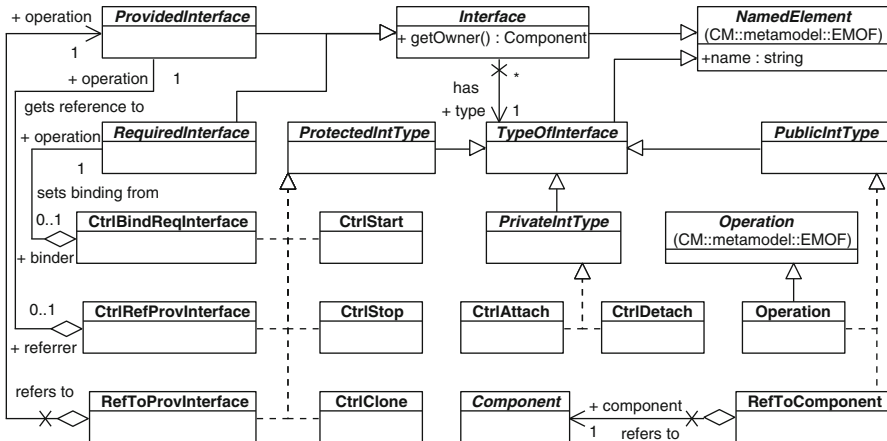 + operation
ProvidedInterface
Interface
+ getOwner() : Component
NamedElement
(CM::metamodel::EMOF)
+name : string
1
+ operation
1
gets reference to
has
*
+ type
1
+ operation
RequiredInterface
ProtectedIntType
TypeOfInterface
PublicIntType
1
sets binding from
0..1
CtrlBindReqInterface
CtrlStart
PrivateIntType
Operation
(CM::metamodel::EMOF)
+ binder
0..1
CtrlRefProvInterface
CtrlStop
CtrlAttach
CtrlDetach
Operation
+ referrer
refers to
RefToProvInterface
CtrlClone
Component
+ component
1
refers to
RefToComponent